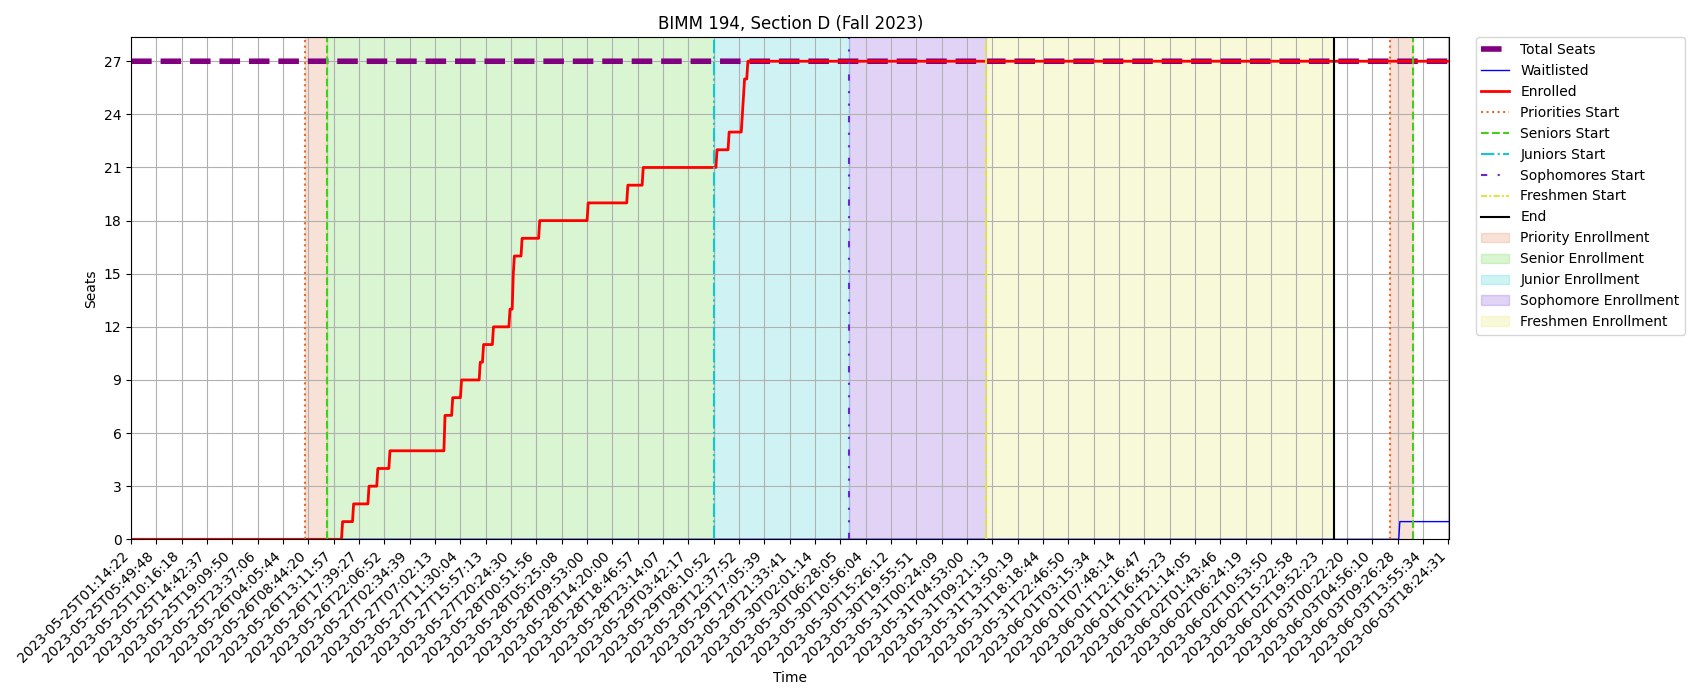 BIMM 194, Section D (Fall 2023)
Seats
27
24
21
18
15
12
9
6
3
0
2023-05-25T01:14:22
2023-05-25T05:49:48
2023-05-25T10:16:18
2023-05-25T14:42:37
2023-05-25T19:09:50
2023-05-25T23:37:06
2023-05-26T04:05:44
2023-05-26T08:44:20
2023-05-26T13:11:57
2023-05-26T17:39:27
2023-05-26T22:06:52
2023-05-27T02:34:39
2023-05-27T07:02:13
2023-05-27T11:30:04
2023-05-27T15:57:13
2023-05-27T20:24:30
2023-05-28T00:51:56
2023-05-28T05:25:08
2023-05-28T09:53:00
2023-05-28T14:20:00
2023-05-28T18:46:57
2023-05-28T23:14:07
2023-05-29T03:42:17
2023-05-29T08:10:52
2023-05-29T12:37:52
2023-05-29T17:05:39
2023-05-29T21:33:41
2023-05-30T02:01:14
2023-05-30T06:28:05
2023-05-30T10:56:04
2023-05-30T15:26:12
2023-05-30T19:55:51
2023-05-31T00:24:09
2023-05-31T04:53:00
2023-05-31T09:21:13
2023-05-31T13:50:19
2023-05-31T18:18:44
2023-05-31T22:46:50
2023-06-01T03:15:34
2023-06-01T07:48:14
2023-06-01T12:16:47
2023-06-01T16:45:23
2023-06-01T21:14:05
2023-06-02T01:43:46
2023-06-02T06:24:19
2023-06-02T10:53:50
2023-06-02T15:22:58
2023-06-02T19:52:23
2023-06-03T00:22:20
2023-06-03T04:56:10
2023-06-03T09:26:28
2023-06-03T13:55:34
2023-06-03T18:24:31
Time
Total Seats
Waitlisted
Enrolled
Priorities Start
Seniors Start
Juniors Start
Sophomores Start
Freshmen Start
End
Priority Enrollment
Senior Enrollment
Junior Enrollment
Sophomore Enrollment
Freshmen Enrollment